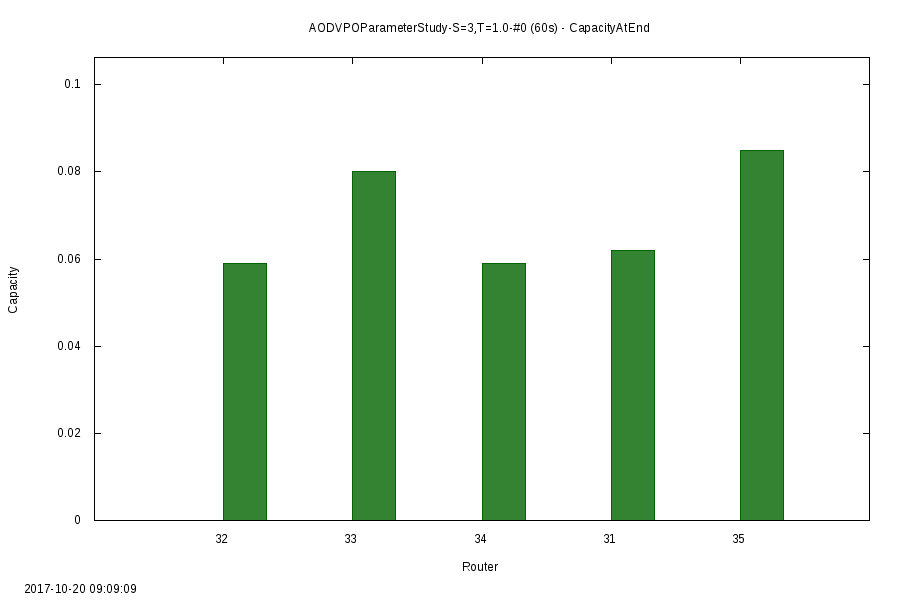 AODVPOParameterStudy-S=3,T=1.0-#0 (60s) - CapacityAtEnd
0.1
0.08
0.06
0.04
0.02
0
Capacity
32 33 34 31 35
Router
2017-10-20 09:09:09